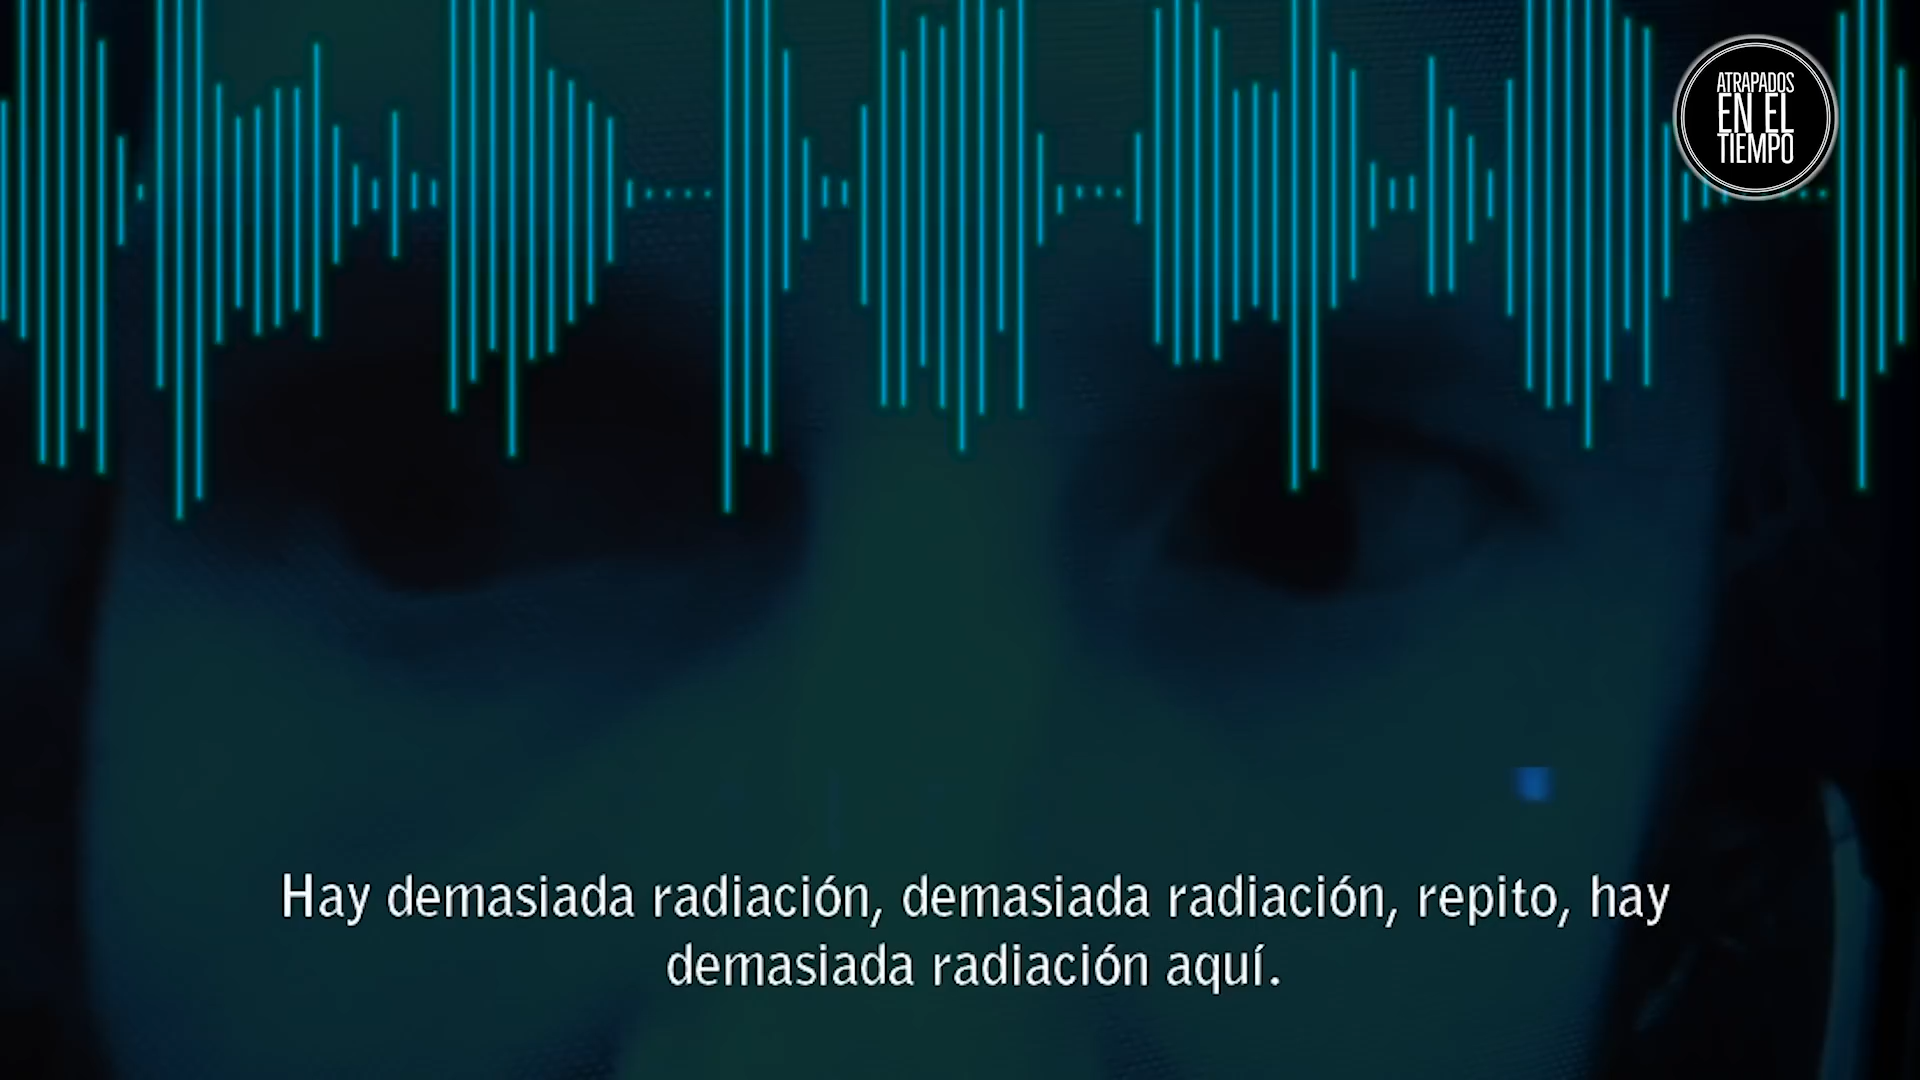 ATRAPADOS
EN EL
TIEMPO
Hay demasiada radiación, demasiada radiación, repito, hay
demasiada radiación aquí.